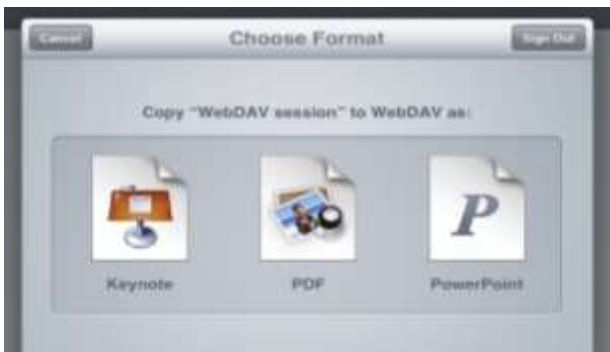 Cancel Choose Format Sign Out
Copy "WebDAV session" to WebDAV as:
P
Keynote PDF PowerPoint